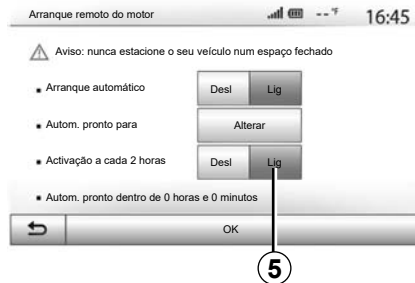 Arranque remoto do motor -- °F 16:45
Aviso: nunca estacione o seu veículo num espaço fechado
Arranque automático Desl Lig
Autom. pronto para Alterar
Activação a cada 2 horas Desl Lig
Autom. pronto dentro de 0 horas e 0 minutos
OK
5